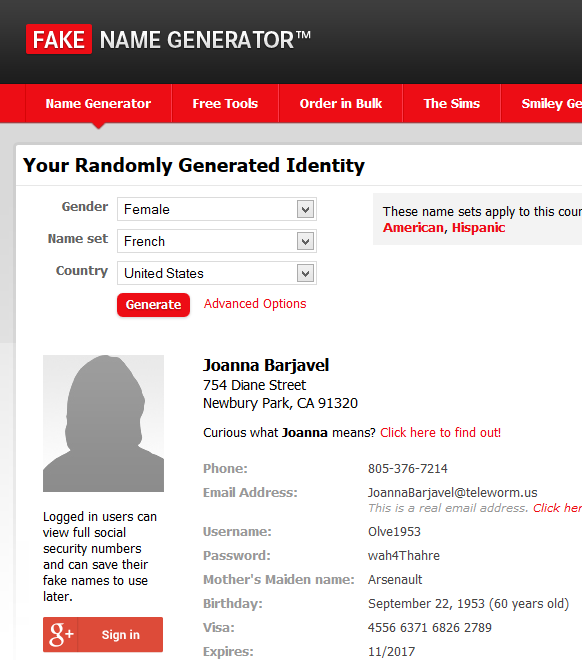 FAKE NAME GENERATOR™
Name Generator Free Tools Order in Bulk The Sims Smiley Ge
Your Randomly Generated Identity
Gender Female
Name set French
Country United States
Generate Advanced Options
These name sets apply to this coun
American, Hispanic
Joanna Barjavel
754 Diane Street
Newbury Park, CA 91320
Curious what Joanna means? Click here to find out!
Phone: 805-376-7214
Email Address: JoannaBarjavel@teleworm.us
This is a real email address. Click her
Username: Olve1953
Password: wah4Thahre
Mother's Maiden name: Arsenault
Birthday: September 22, 1953 (60 years old)
Visa: 4556 6371 6826 2789
Expires: 11/2017
Logged in users can
view full social
security numbers
and can save their
fake names to use
later.
g+ Sign in